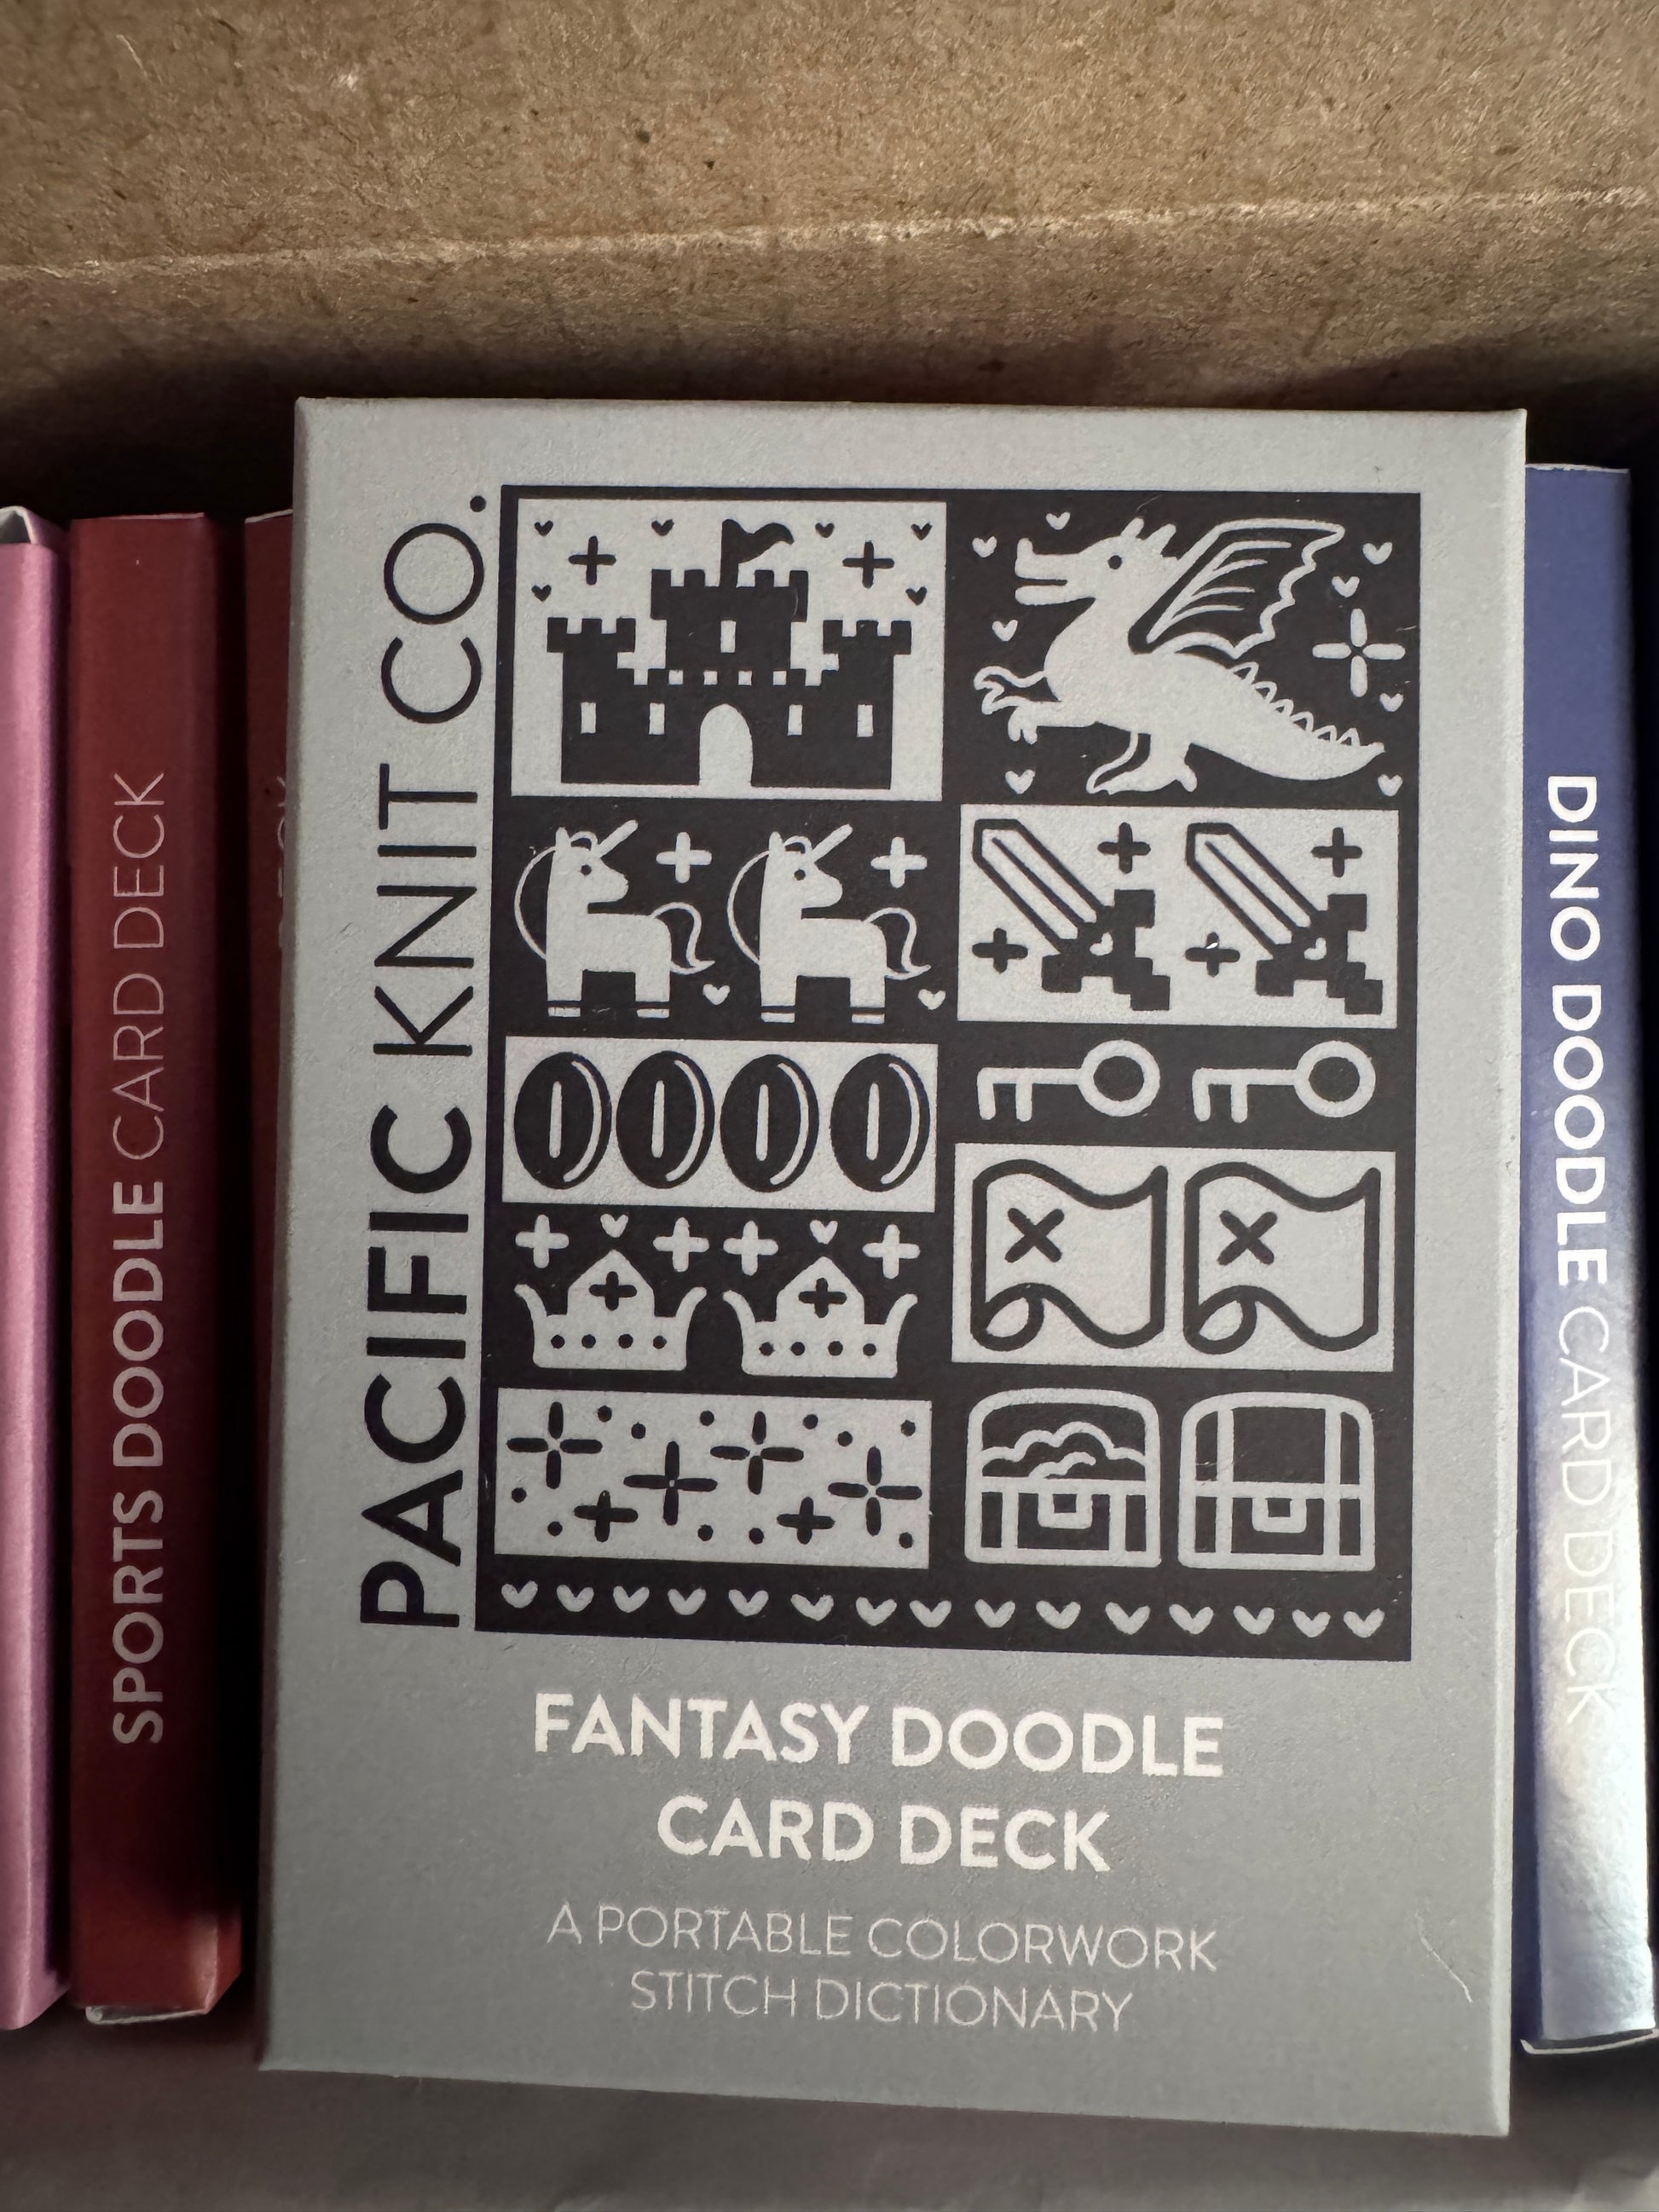 SPORTS DOODLE CARD DECK
PACIFIC KNIT CO.
FANTASY DOODLE
CARD DECK
A PORTABLE COLORWORK
STITCH DICTIONARY
DINO DOODLE CARD DECK